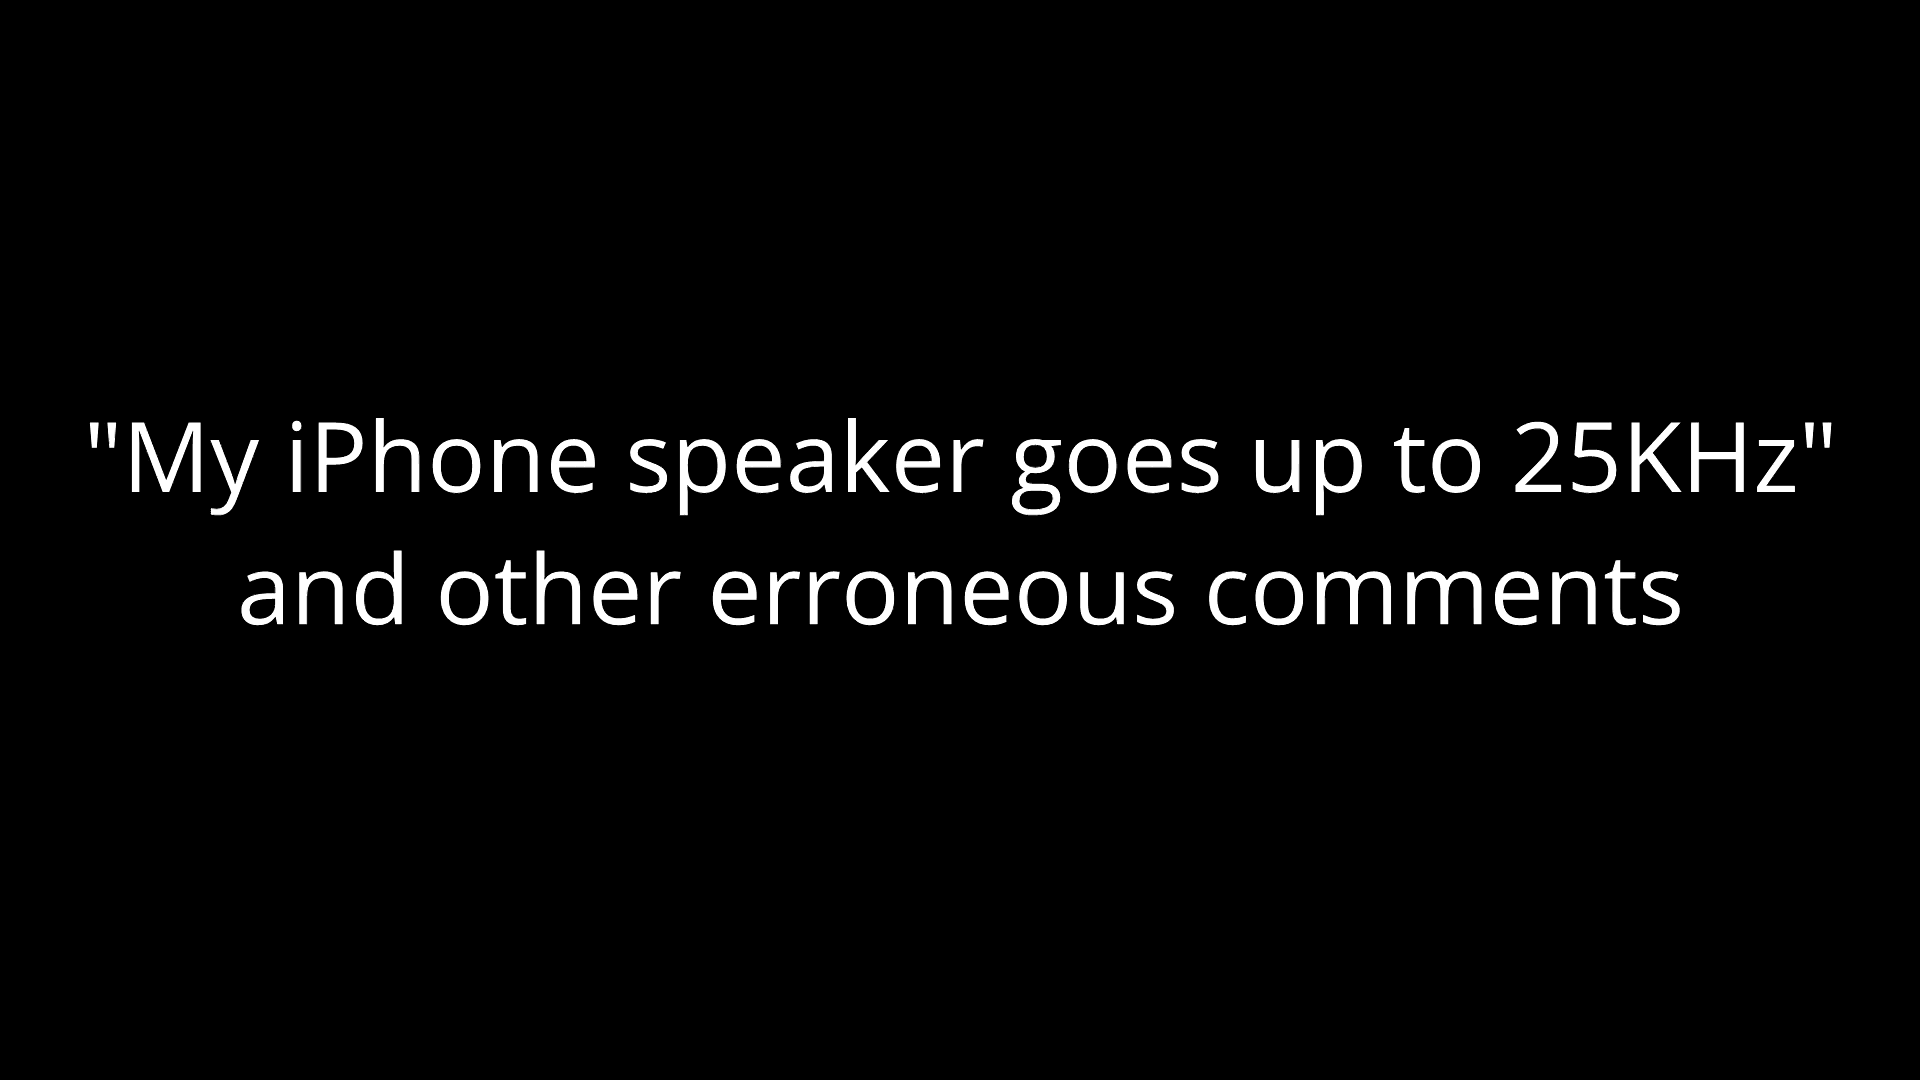 "My iPhone speaker goes up to 25KHz"
and other erroneous comments